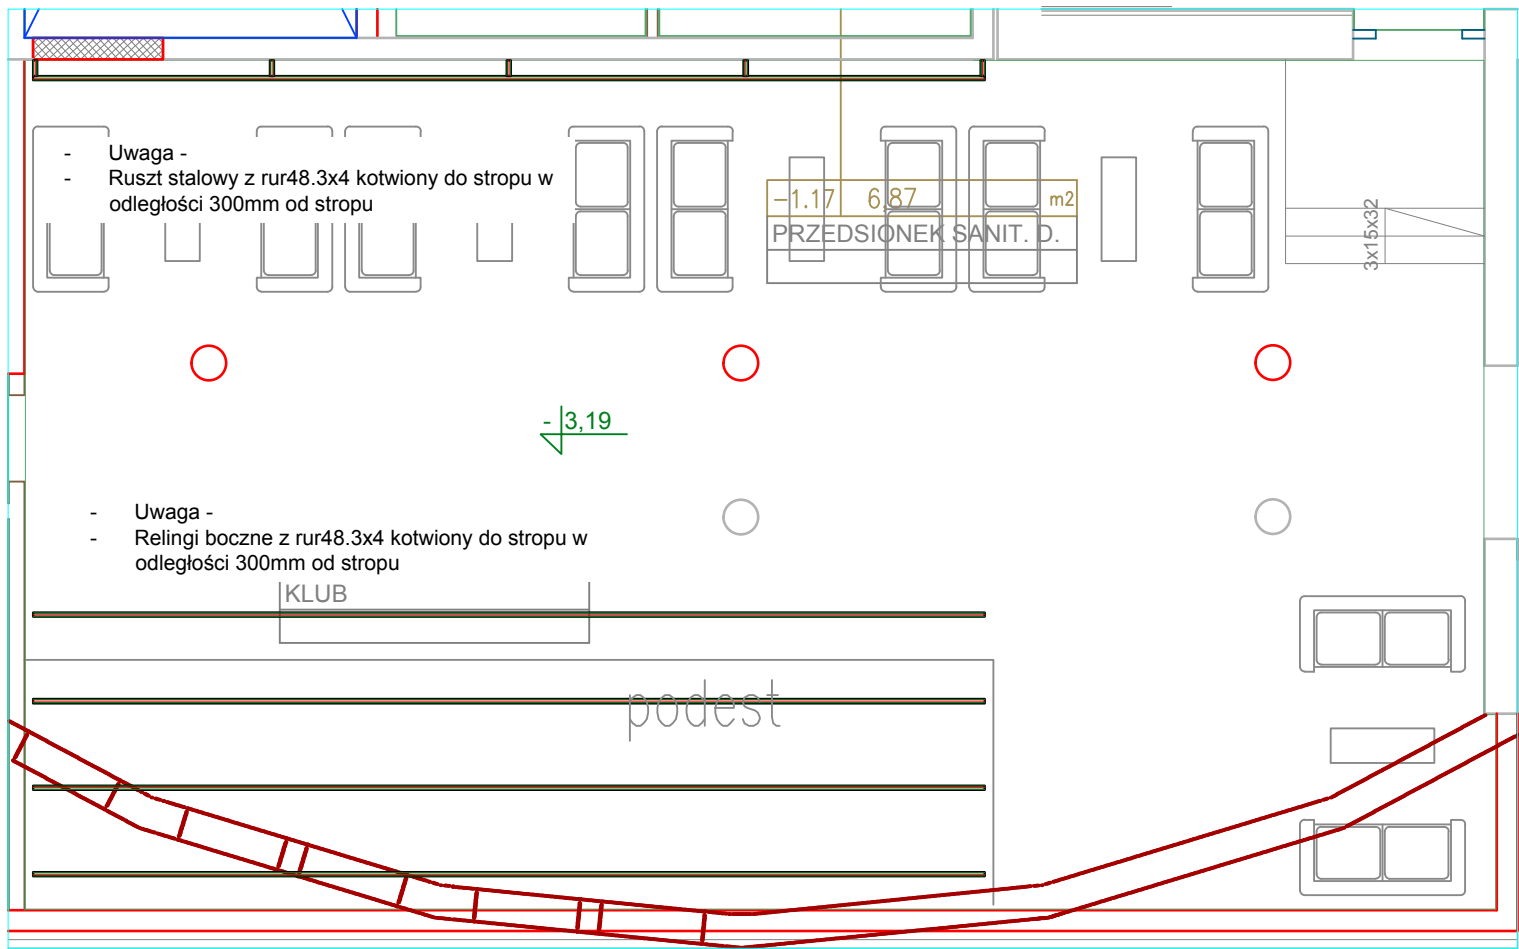 - Uwaga -
- Ruszt stalowy z rur48.3x4 kotwiony do stropu w
odległości 300mm od stropu
-1.17 6,87 m2
PRZEDSIONEK SANIT. D.
3x15x32
- 3,19
- Uwaga -
- Relingi boczne z rur48.3x4 kotwiony do stropu w
odległości 300mm od stropu
KLUB
podest